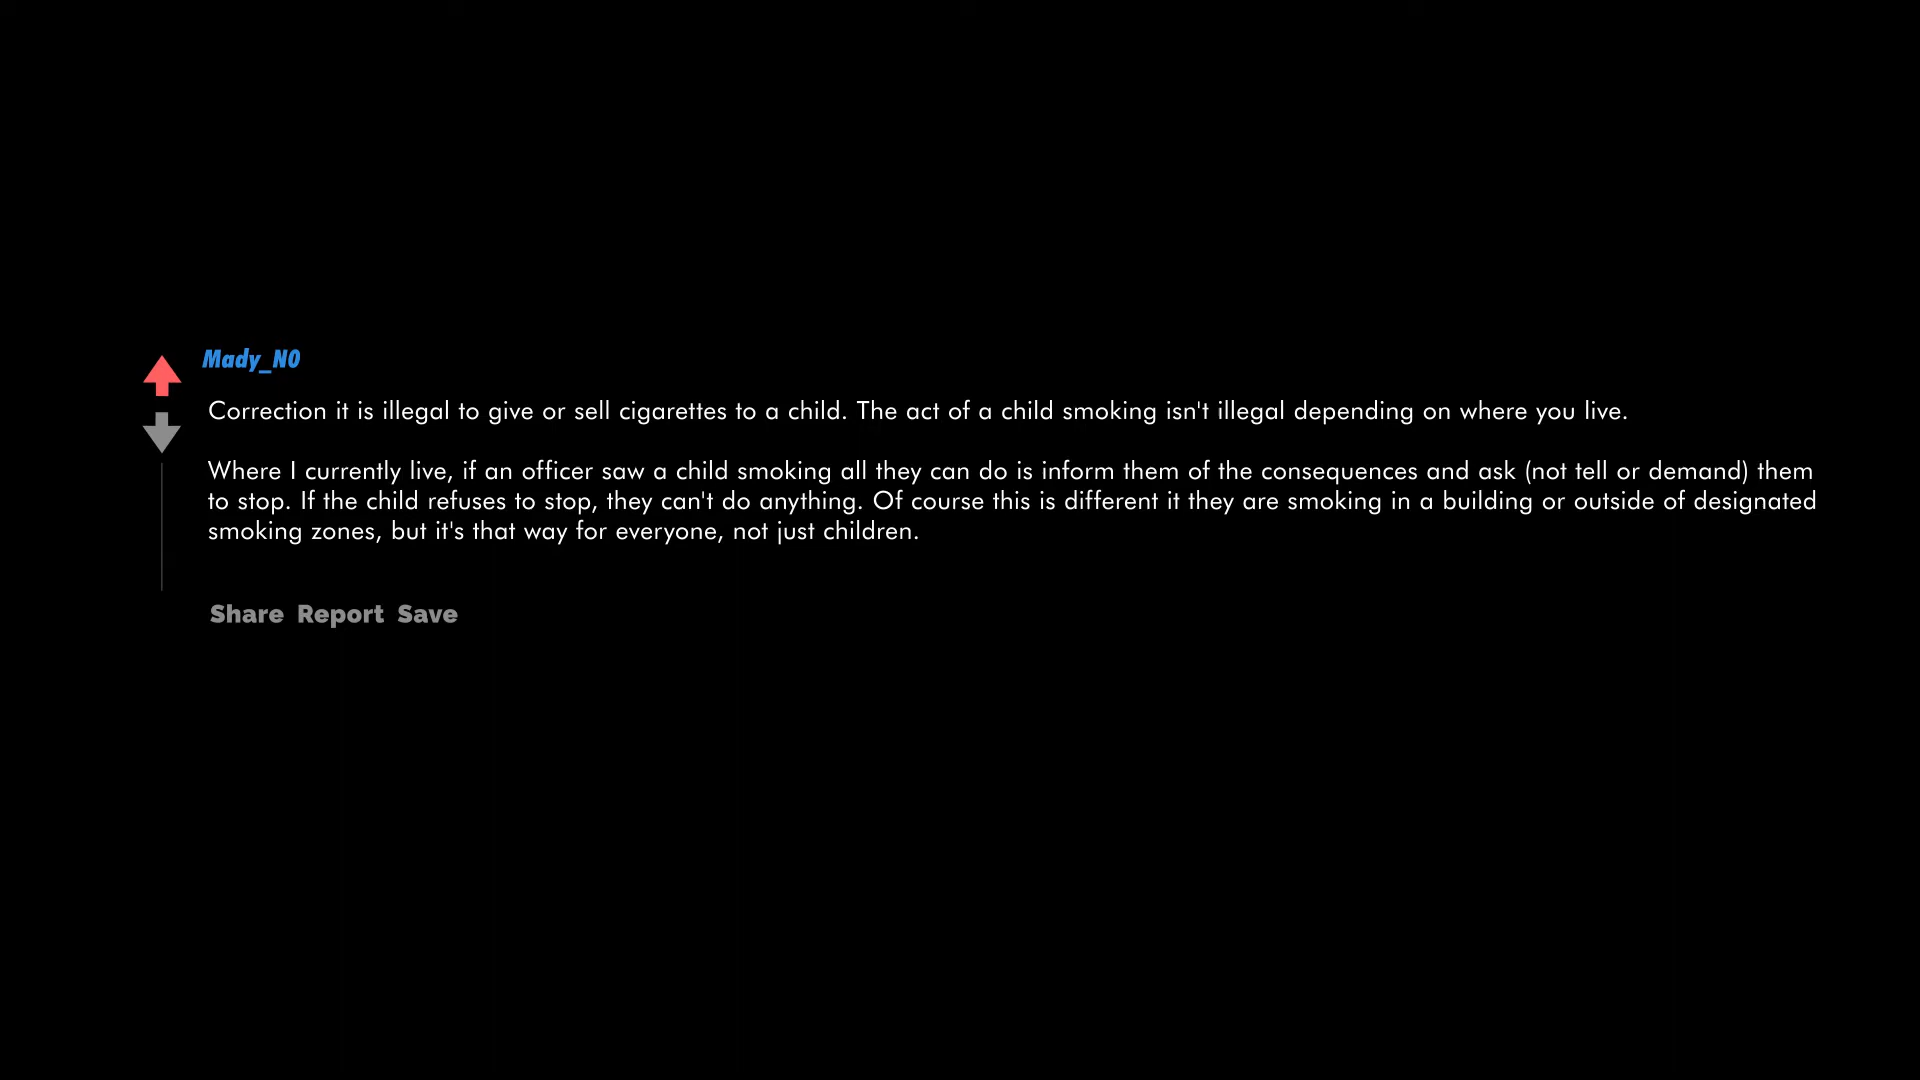 Mady_N0
Correction it is illegal to give or sell cigarettes to a child. The act of a child smoking isn't illegal depending on where you live.
Where I currently live, if an officer saw a child smoking all they can do is inform them of the consequences and ask (not tell or demand) them
to stop. If the child refuses to stop, they can't do anything. Of course this is different it they are smoking in a building or outside of designated
smoking zones, but it's that way for everyone, not just children.
Share Report Save